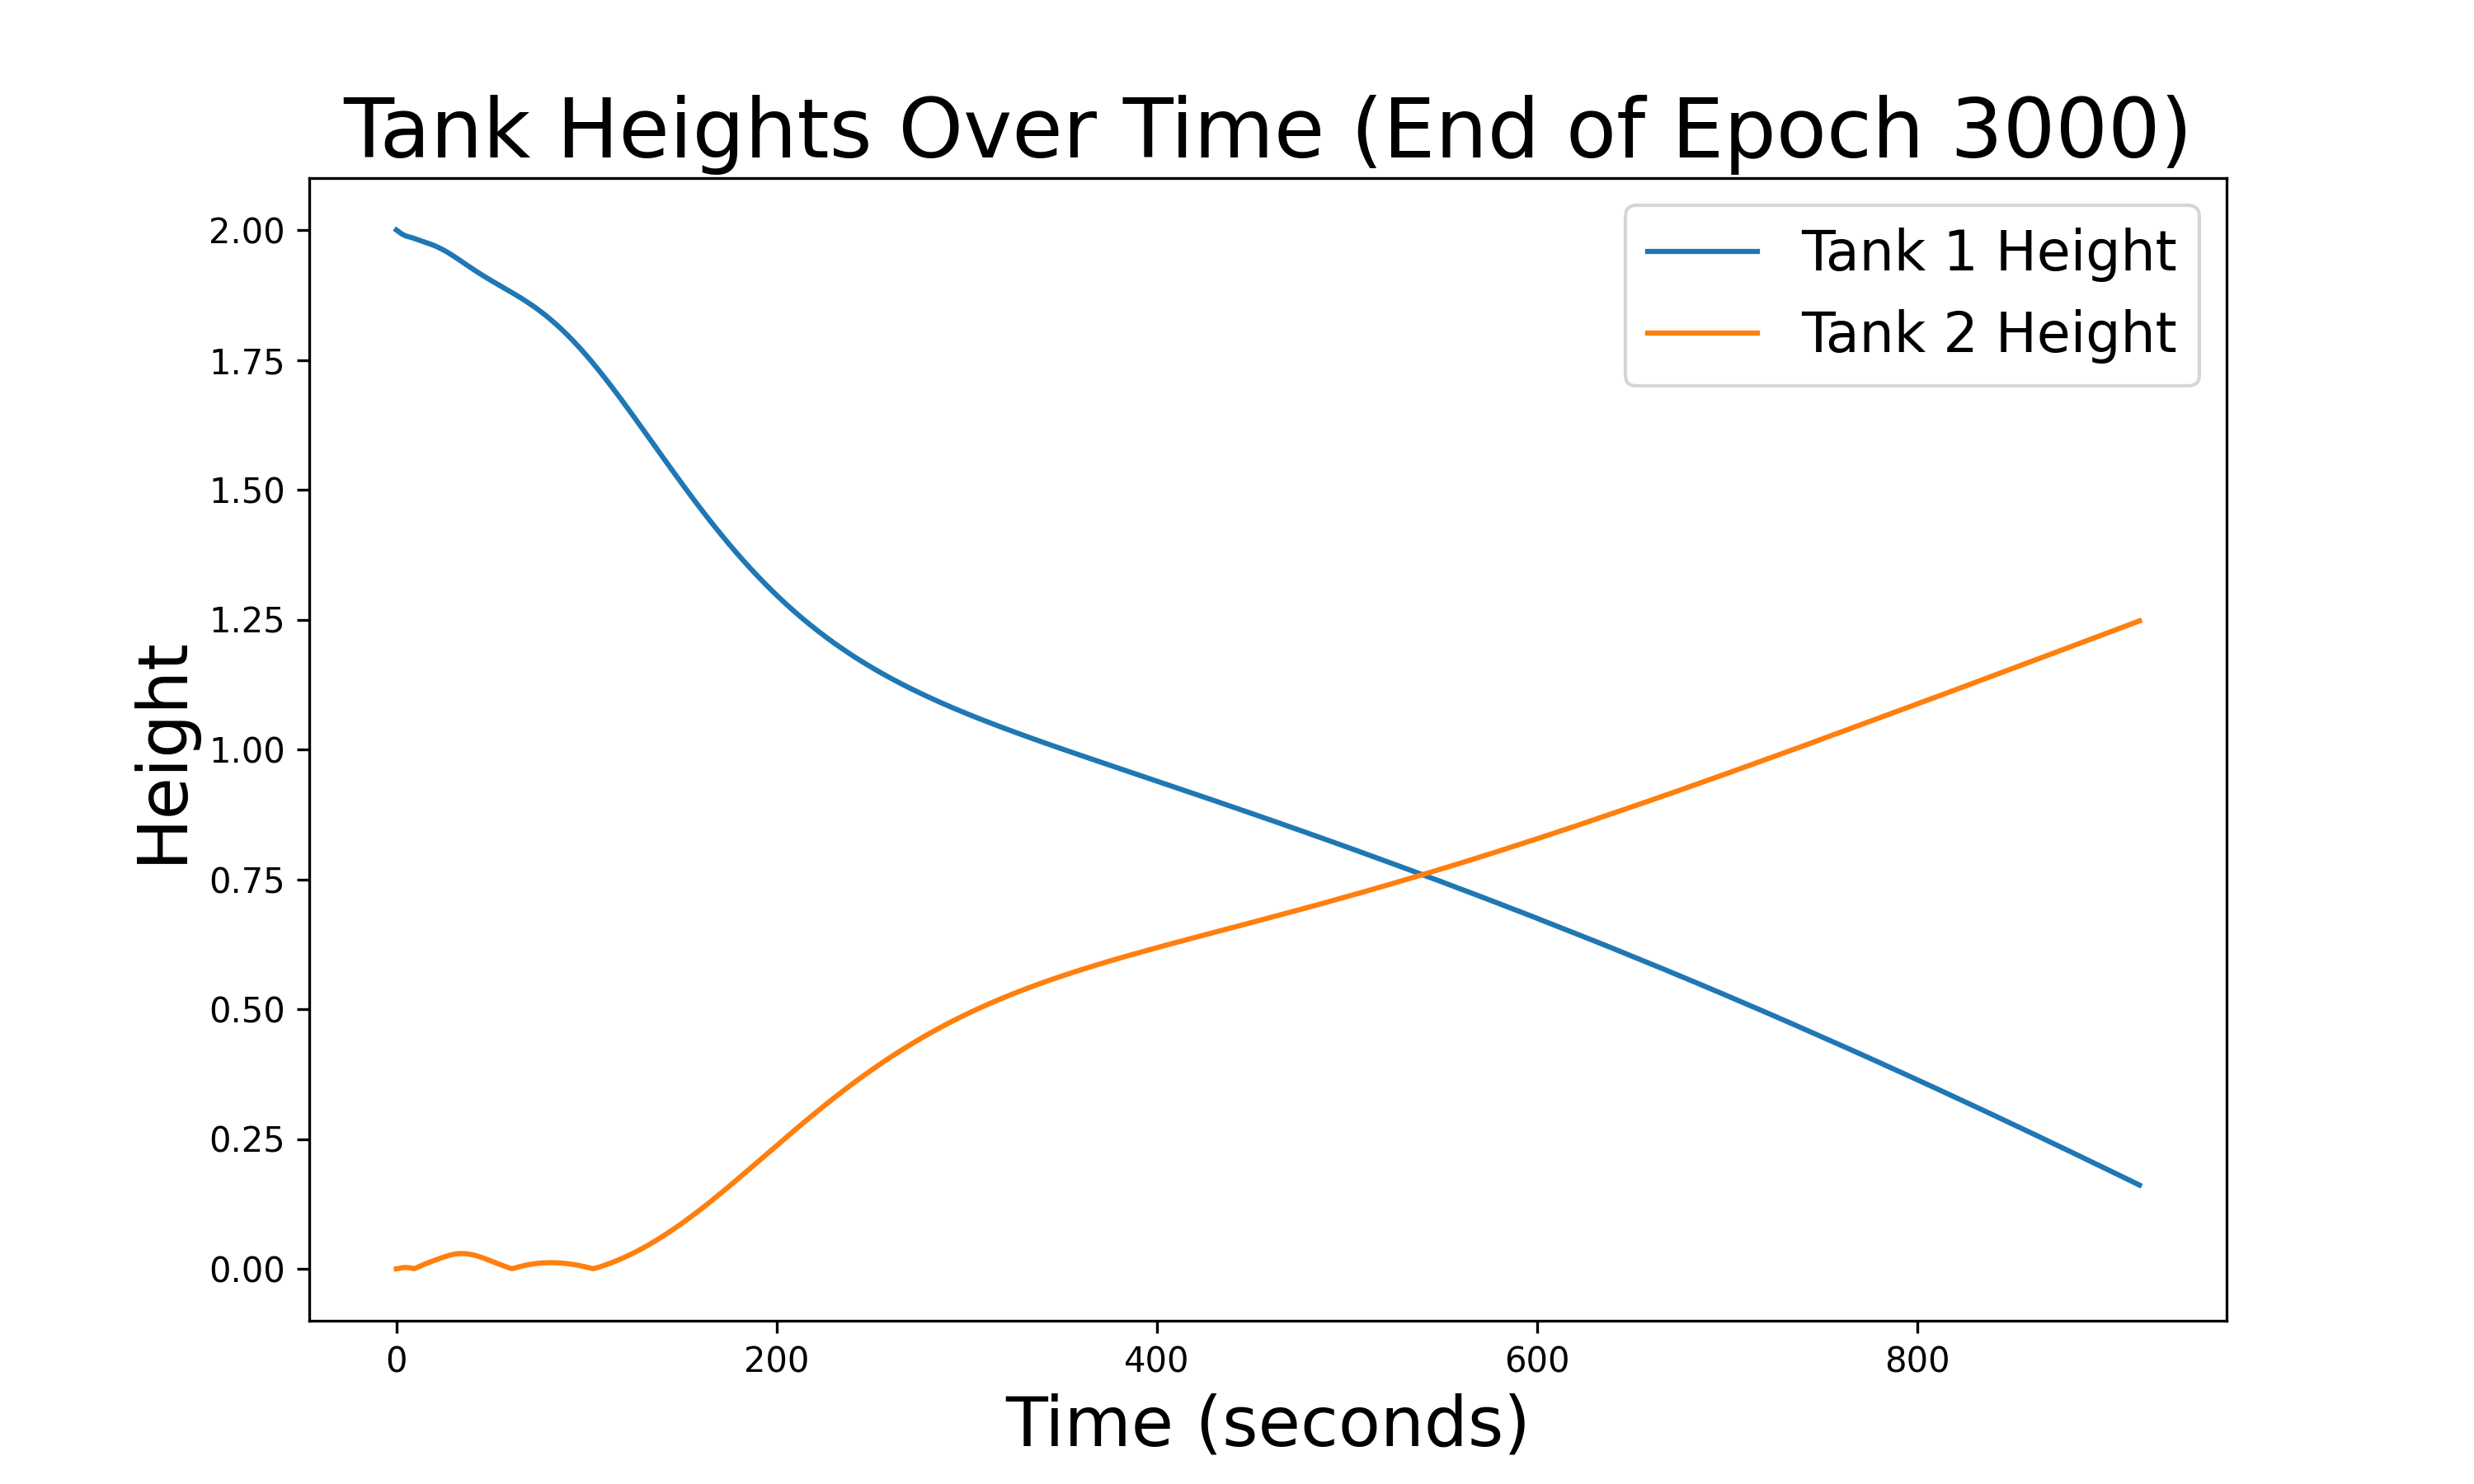 Tank Heights Over Time (End of Epoch 3000)
Tank 1 Height
Tank 2 Height
Height
2.00
1.75
1.50
1.25
1.00
0.75
0.50
0.25
0.00
0 200 400 600 800
Time (seconds)